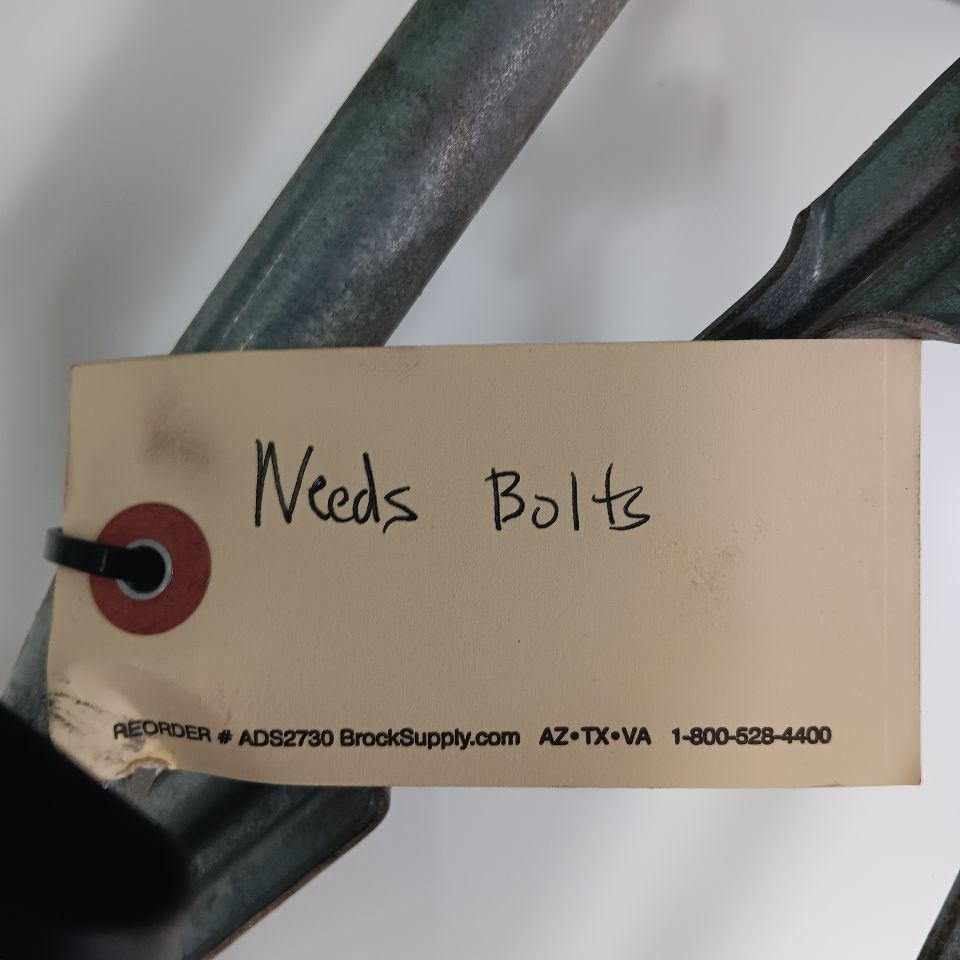 Needs Bolts
REORDER # ADS2730 BrockSupply.com AZ•TX•VA 1-800-528-4400